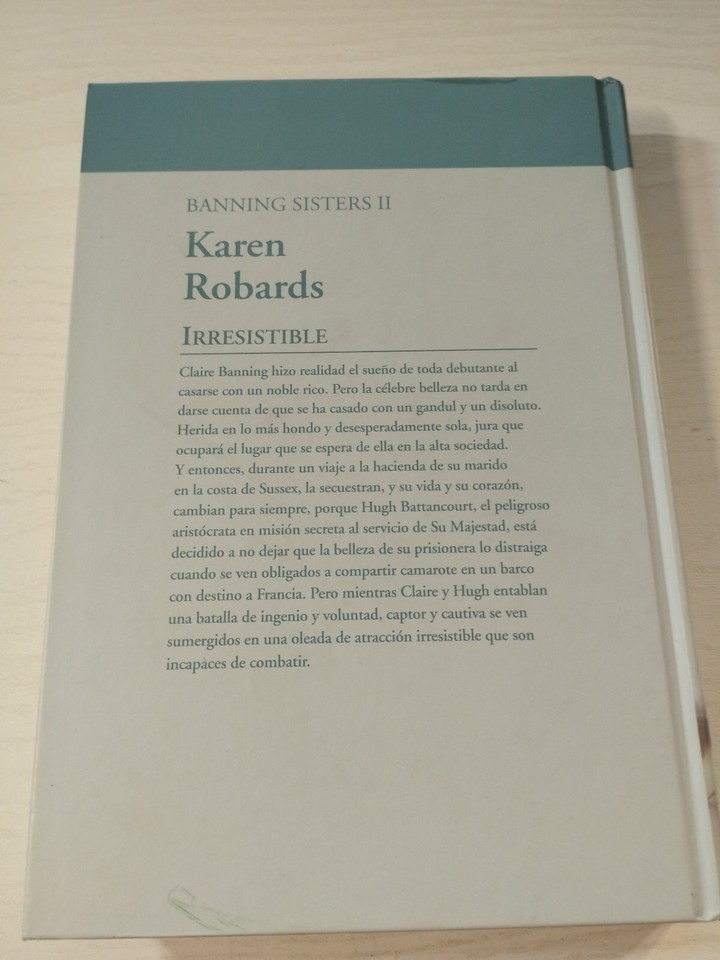 BANNING SISTERS II
Karen
Robards
IRRESISTIBLE
Claire Banning hizo realidad el sueño de toda debutante al
casarse con un noble rico. Pero la célebre belleza no tarda en
darse cuenta de que se ha casado con un gandul y un disoluto.
Herida en lo más hondo y desesperadamente sola, jura que
ocupará el lugar que se espera de ella en la alta sociedad.
Y entonces, durante un viaje a la hacienda de su marido
en la costa de Sussex, la secuestran, y su vida y su corazón,
cambian para siempre, porque Hugh Battancourt, el peligroso
aristócrata en misión secreta al servicio de Su Majestad, está
decidido a no dejar que la belleza de su prisionera lo distraiga
cuando se ven obligados a compartir camarote en un barco
con destino a Francia. Pero mientras Claire y Hugh entablan
una batalla de ingenio y voluntad, captor y cautiva se ven
sumergidos en una oleada de atracción irresistible que son
incapaces de combatir.